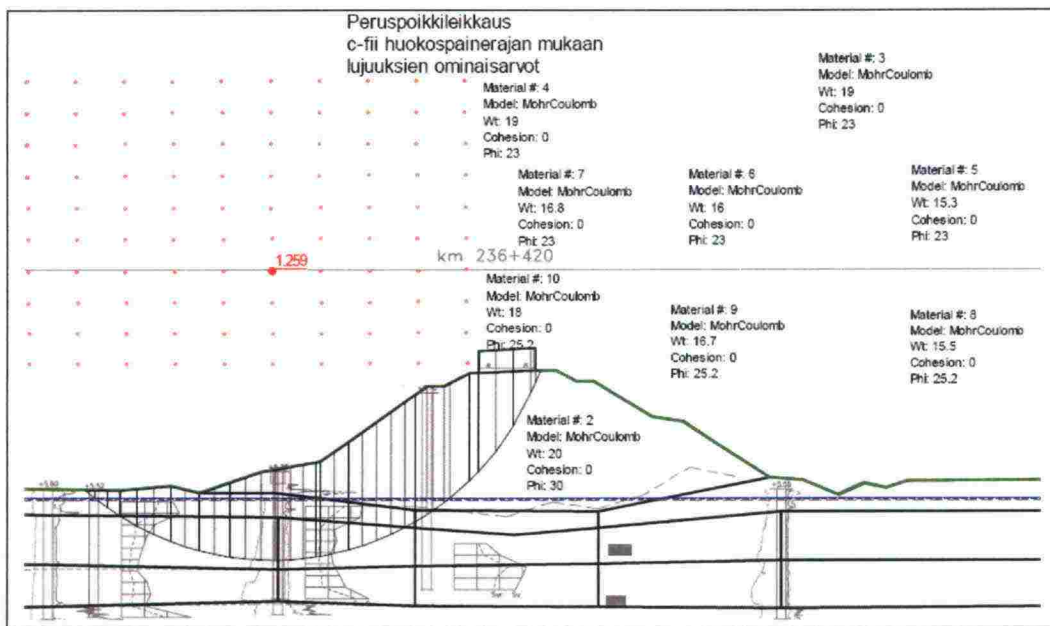 Peruspoikkileikkaus
c-fii huokospainerajan mukaan
lujuuksien ominaisarvot
Material #: 3
Model: MohrCoulomb
Wt: 19
Cohesion: 0
Phi: 23
Material #: 4
Model: MohrCoulomb
Wt: 19
Cohesion: 0
Phi: 23
Material #: 7
Model: MohrCoulomb
Wt: 16.8
Cohesion: 0
Phi: 23
Material #: 6
Model: MohrCoulomb
Wt: 16
Cohesion: 0
Phi: 23
Material #: 5
Model: MohrCoulomb
Wt: 15.3
Cohesion: 0
Phi: 23
1.259
km 236+420
Material #: 10
Model: MohrCoulomb
Wt: 18
Cohesion: 0
Phi: 25.2
Material #: 9
Model: MohrCoulomb
Wt: 16.7
Cohesion: 0
Phi: 25.2
Material #: 8
Model: MohrCoulomb
Wt: 15.5
Cohesion: 0
Phi: 25.2
Material #: 2
Model: MohrCoulomb
Wt: 20
Cohesion: 0
Phi: 30